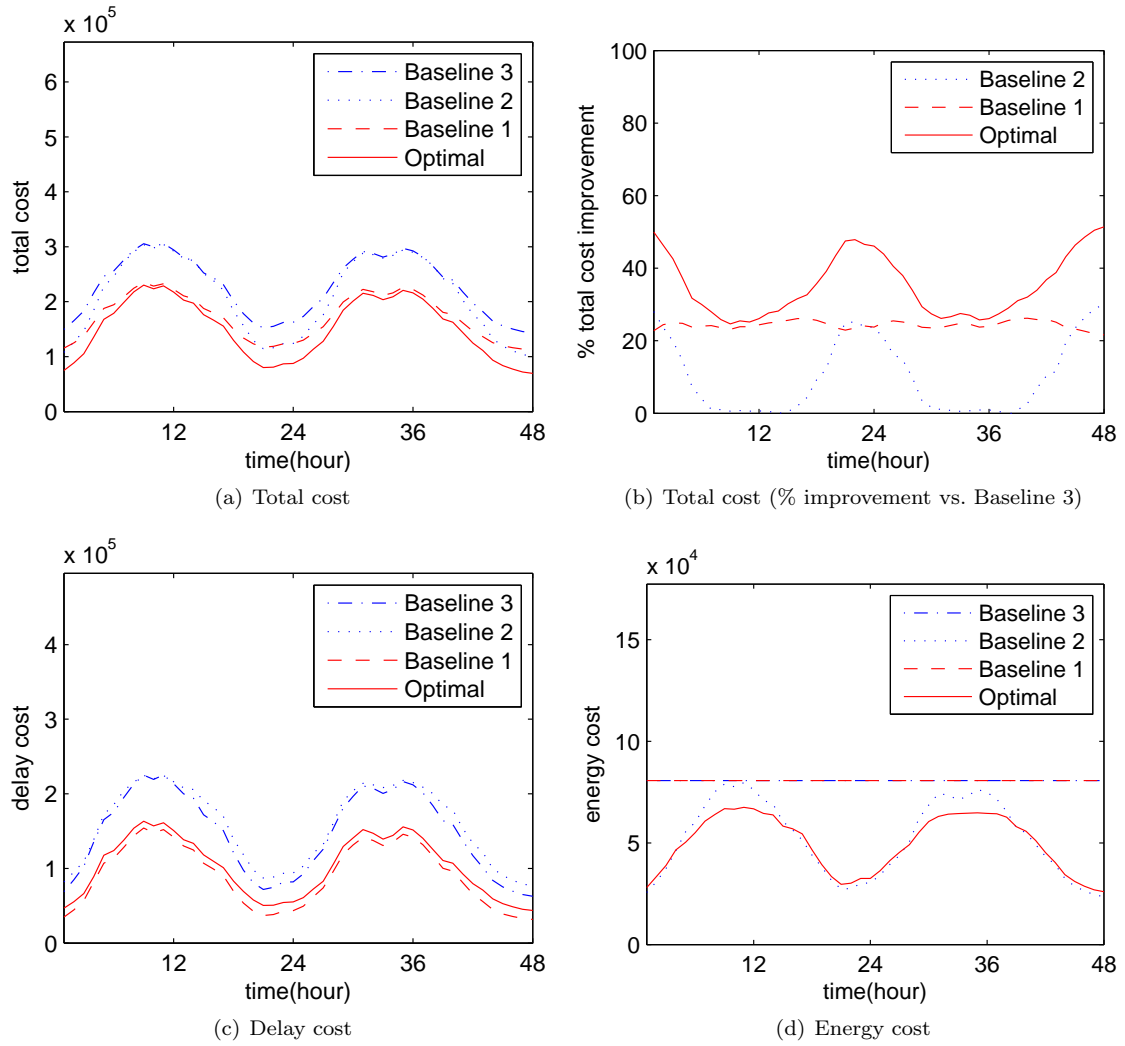 x 10^5
6
5
4
3
2
1
0
total cost
12
24
36
48
time(hour)
Baseline 3
Baseline 2
Baseline 1
Optimal
(a) Total cost
100
80
60
40
20
0
% total cost improvement
12
24
36
48
time(hour)
Baseline 2
Baseline 1
Optimal
(b) Total cost (% improvement vs. Baseline 3)
x 10^5
4
3
2
1
0
delay cost
12
24
36
48
time(hour)
Baseline 3
Baseline 2
Baseline 1
Optimal
(c) Delay cost
x 10^4
15
10
5
0
energy cost
12
24
36
48
time(hour)
Baseline 3
Baseline 2
Baseline 1
Optimal
(d) Energy cost